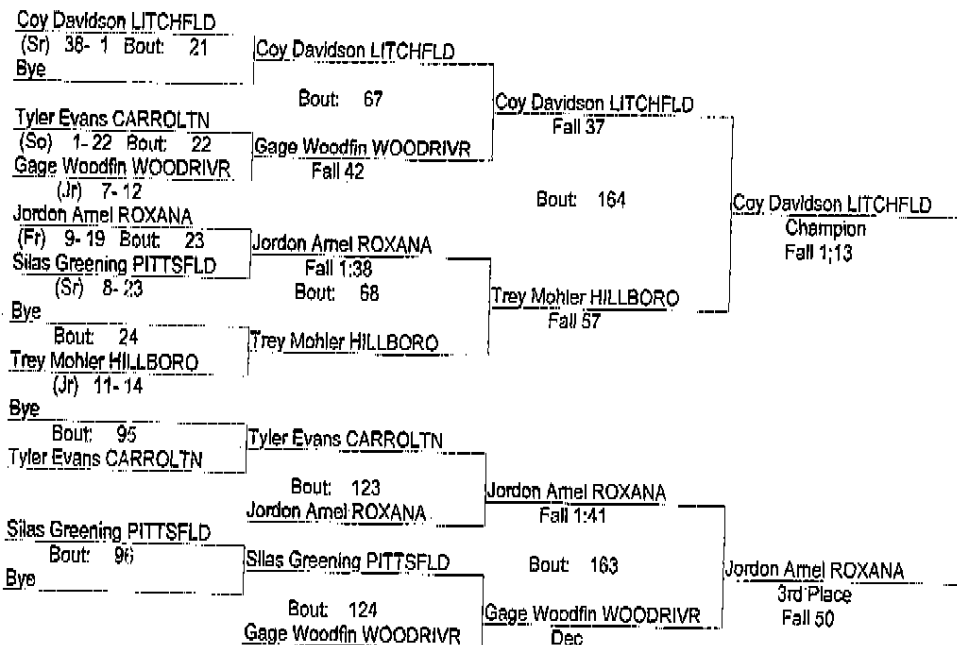 Coy Davidson LITCHFLD
(Sr) 38- 1 Bout: 21
Bye
Coy Davidson LITCHFLD
Bout: 67
Tyler Evans CARROLTN
(So) 1- 22 Bout: 22
Gage Woodfin WOODRIVR
(Jr) 7- 12
Gage Woodfin WOODRIVR
Fall 42
Coy Davidson LITCHFLD
Fall 37
Bout: 164
Coy Davidson LITCHFLD
Champion
Fall 1:13
Jordon Arnel ROXANA
(Fr) 9- 19 Bout: 23
Silas Greening PITTSFLD
(Sr) 8- 23
Jordon Arnel ROXANA
Fall 1:38
Bout: 68
Bye
Bout: 24
Trey Mohler HILLBORO
(Jr) 11- 14
Trey Mohler HILLBORO
Trey Mohler HILLBORO
Fall 57
Bye
Bout: 95
Tyler Evans CARROLTN
Tyler Evans CARROLTN
Bout: 123
Jordon Arnel ROXANA
Jordon Arnel ROXANA
Fall 1:41
Silas Greening PITTSFLD
Bout: 96
Bye
Silas Greening PITTSFLD
Bout: 124
Gage Woodfin WOODRIVR
Bout: 163
Gage Woodfin WOODRIVR
Dec
Jordon Arnel ROXANA
3rd Place
Fall 50